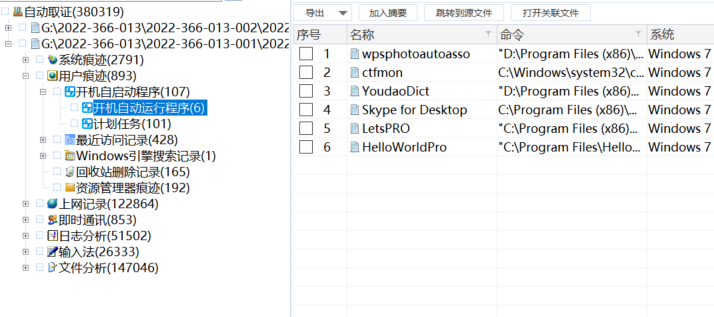 自动取证(380319)
G:\2022-366-013\2022-366-013-002\2022
G:\2022-366-013\2022-366-013-001\2022
系统痕迹(2791)
用户痕迹(893)
开机自启动程序(107)
开机自动运行程序(6)
计划任务(101)
最近访问记录(428)
Windows引擎搜索记录(1)
回收站删除记录(165)
资源管理器痕迹(192)
上网记录(122864)
即时通讯(853)
日志分析(51502)
输入法(26333)
文件分析(147046)
导出 加入摘要 跳转到源文件 打开关联文件
序号 名称 命令 系统
1 wpsphotoautoasso "D:\Program Files (x86)\... Windows 7
2 ctfmon C:\Windows\system32\c... Windows 7
3 YoudaoDict "D:\Program Files (x86)\... Windows 7
4 Skype for Desktop C:\Program Files (x86)\... Windows 7
5 LetsPRO "C:\Program Files (x86)\... Windows 7
6 HelloWorldPro "C:\Program Files\Hello... Windows 7